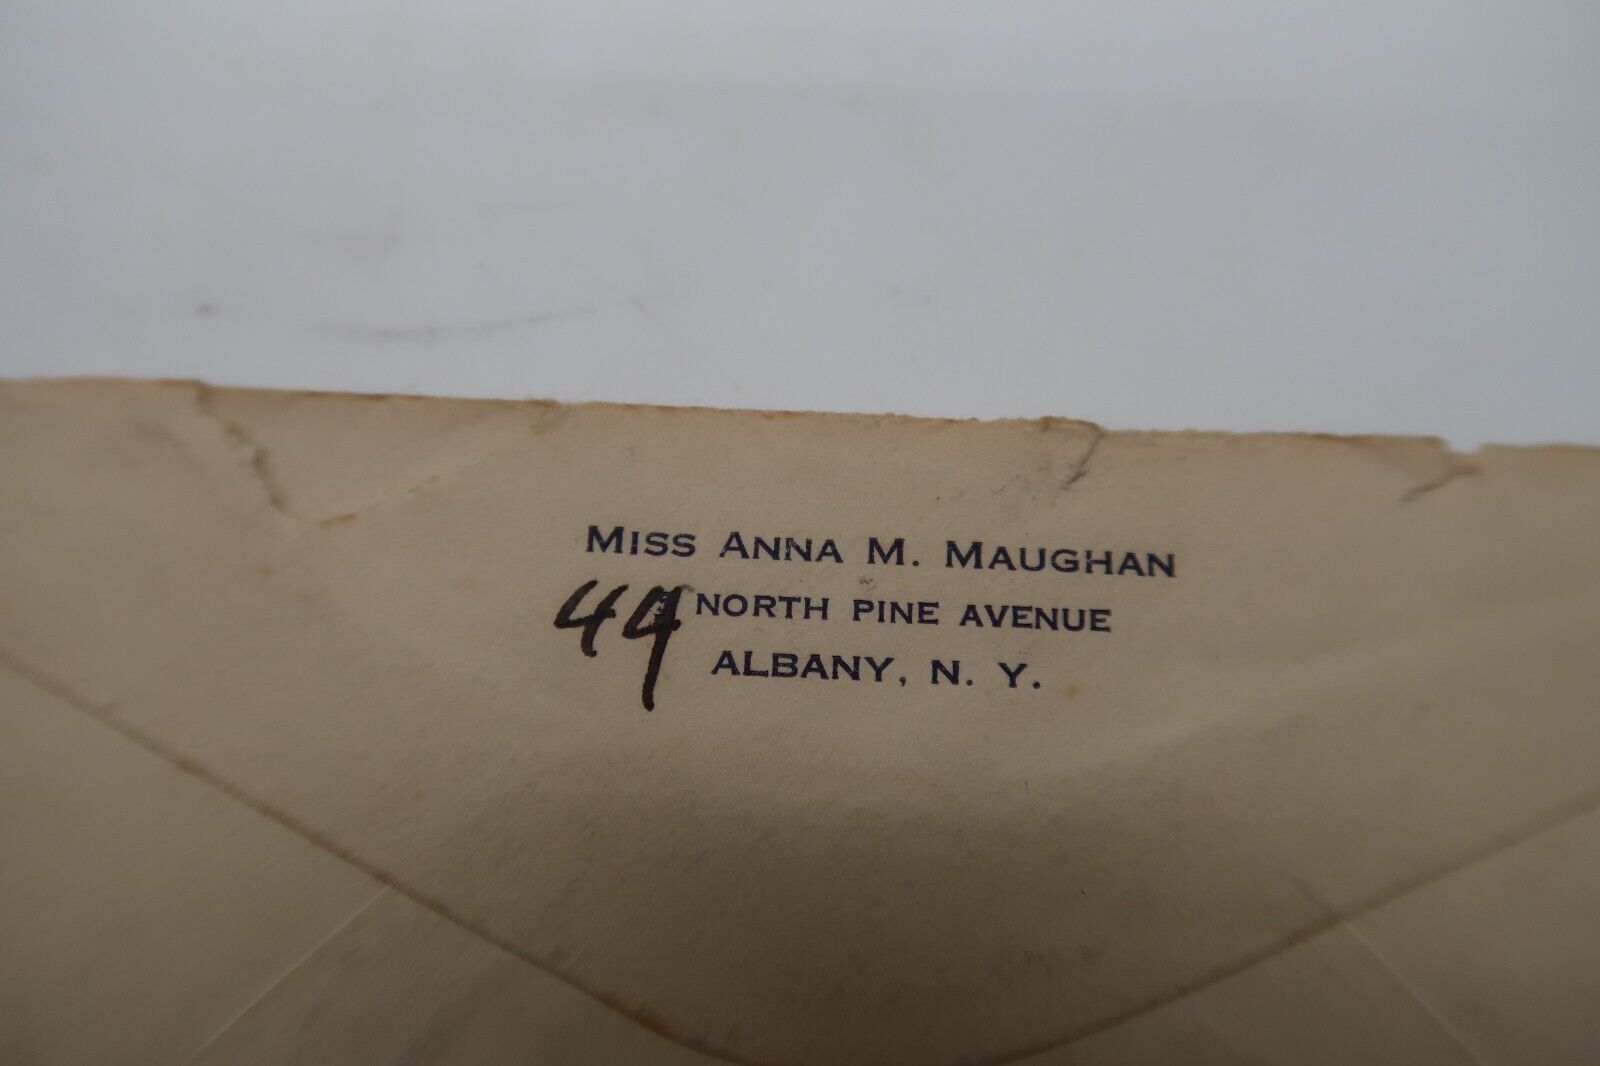 MISS ANNA M. MAUGHAN
44 NORTH PINE AVENUE
ALBANY, N. Y.